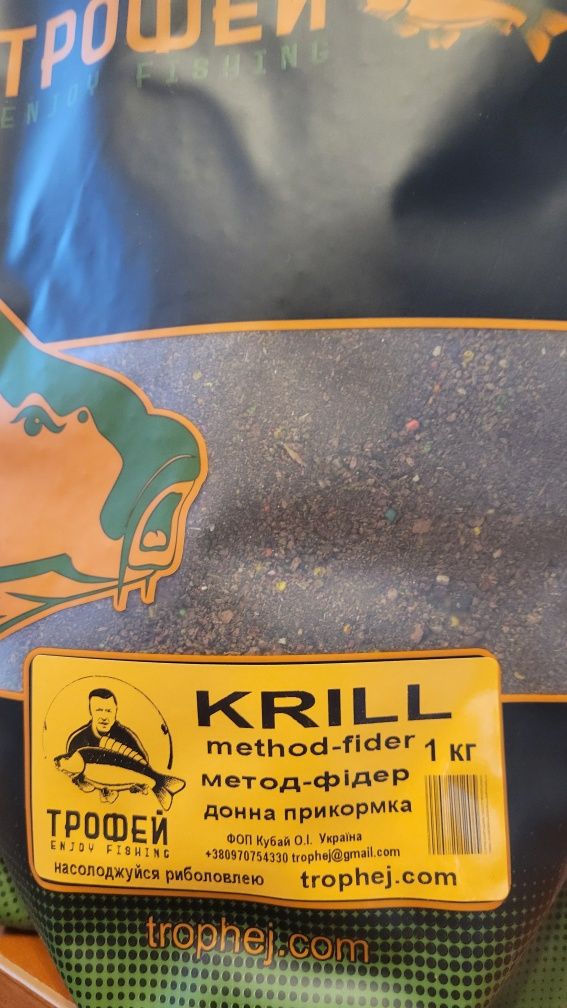 ТРОФЕЙ
ENJOY FISHING
KRILL
method-fider
1 кг
метод-фідер
донна прикормка
ФОП Кубай О.І. Україна
+380970754330 trophej@gmail.com
ТРОФЕЙ
ENJOY FISHING
насолоджуйся риболовлею
trophej.com
trophej.com